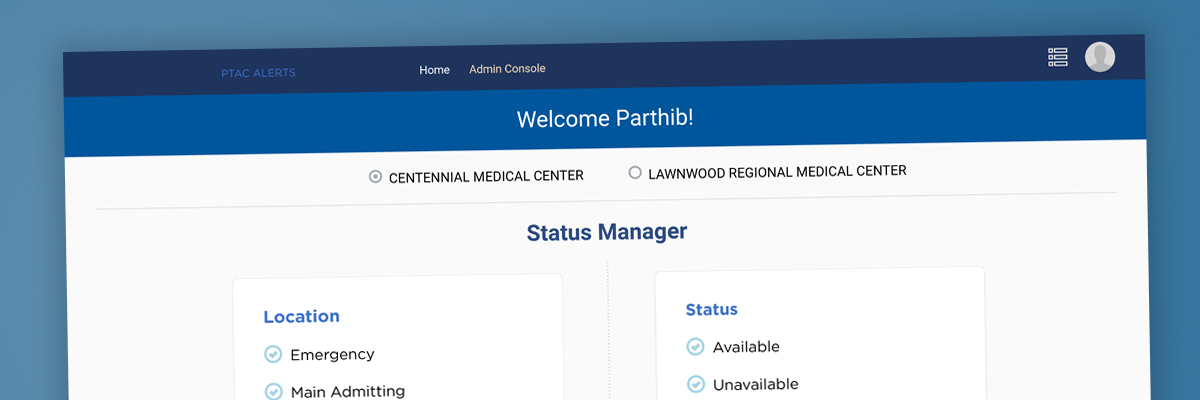 PTAC ALERTS
Home
Admin Console
Welcome Parthib!
CENTENNIAL MEDICAL CENTER
LAWNWOOD REGIONAL MEDICAL CENTER
Status Manager
Location
Emergency
Main Admitting
Status
Available
Unavailable